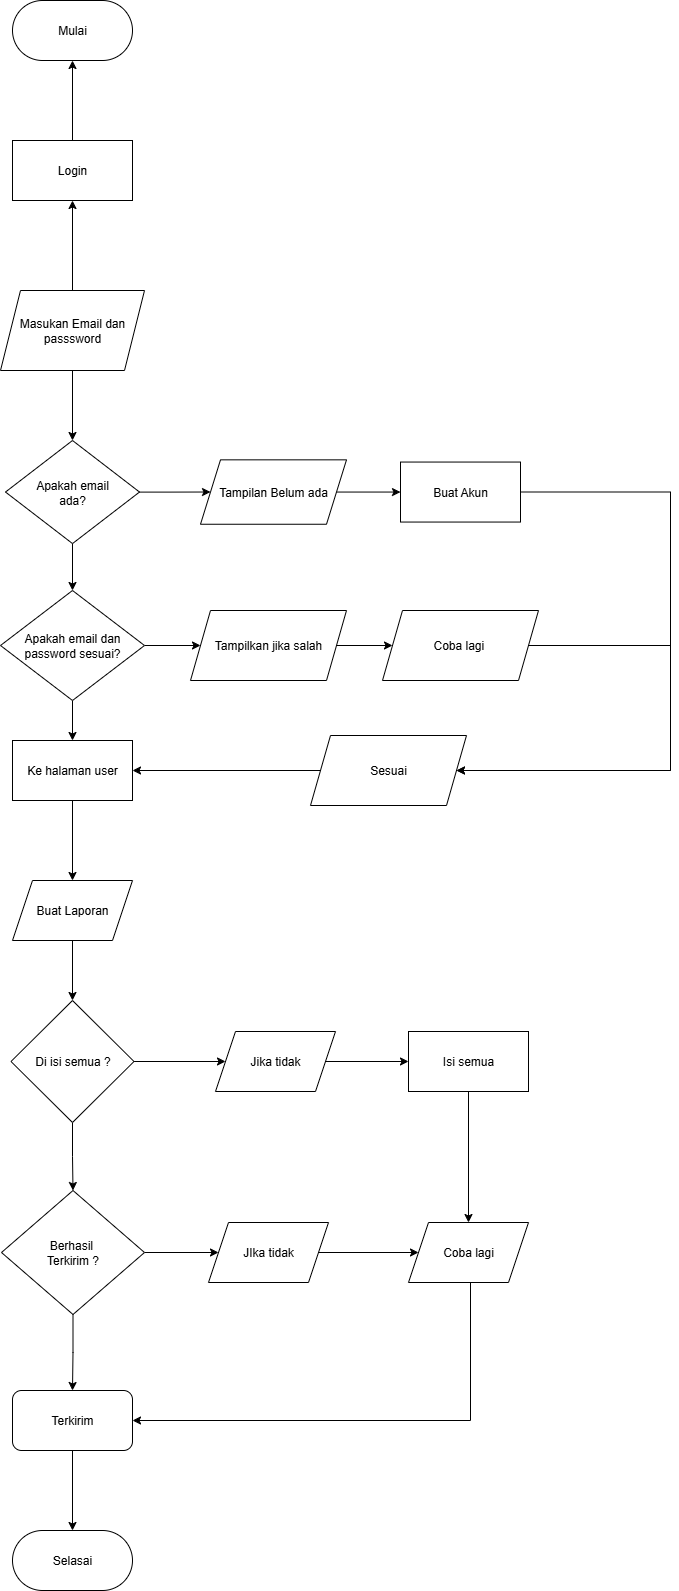 Mulai
Login
Masukan Email dan
passsword
Apakah email
ada?
Tampilan Belum ada
Buat Akun
Apakah email dan
password sesuai?
Tampilkan jika salah
Coba lagi
Ke halaman user
Sesuai
Buat Laporan
Di isi semua ?
Jika tidak
Isi semua
Berhasil
Terkirim ?
JIka tidak
Coba lagi
Terkirim
Selasai